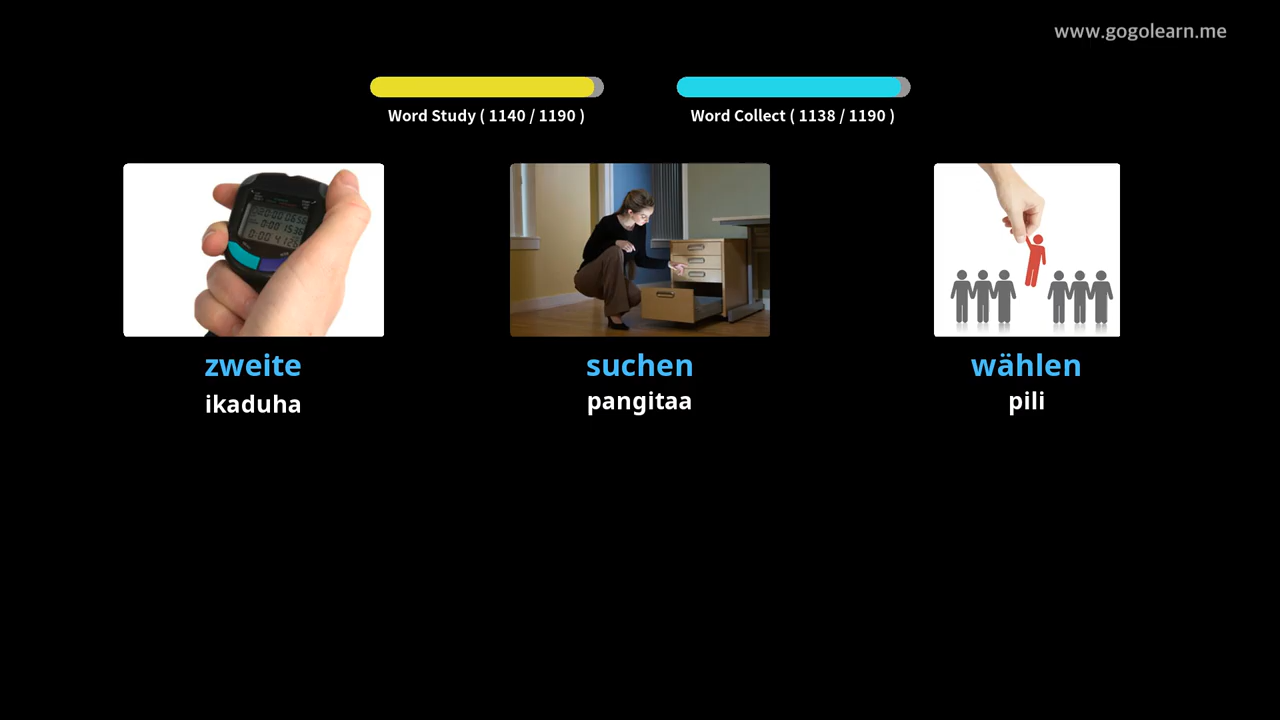 www.gogolearn.me
Word Study ( 1140 / 1190 )
Word Collect ( 1138 / 1190 )
zweite
ikaduha
suchen
pangitaa
wählen
pili